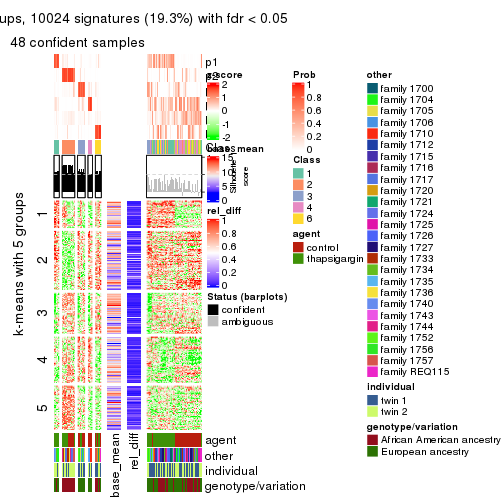 ups, 10024 signatures (19.3%) with fdr < 0.05
48 confident samples
p1
p2
z-score
2
1
0
-1
-2
Class
base_mean
15
10
5
0
Silhouette
score
rel_diff
1
0.8
0.6
0.4
0.2
0
Status (barplots)
confident
ambiguous
Prob
1
0.8
0.6
0.4
0.2
0
Class
1
2
3
4
6
agent
control
thapsigargin
other
family 1700
family 1704
family 1705
family 1706
family 1710
family 1712
family 1715
family 1716
family 1717
family 1720
family 1721
family 1724
family 1725
family 1726
family 1727
family 1733
family 1734
family 1735
family 1736
family 1740
family 1743
family 1744
family 1752
family 1756
family 1757
family REQ115
individual
twin 1
twin 2
genotype/variation
African American ancestry
European ancestry
k-means with 5 groups
1
2
3
4
5
base_mean
rel_diff
agent
other
individual
genotype/variation